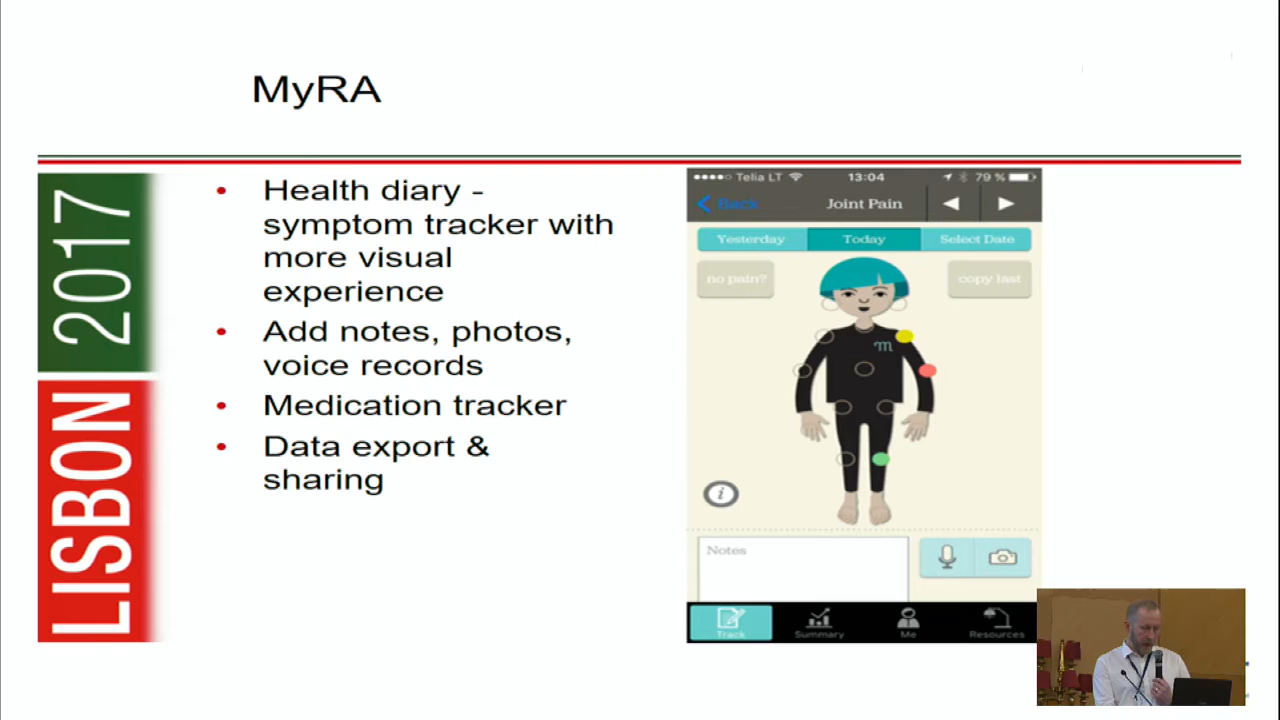 MyRA
LISBON 2017
• Health diary -
symptom tracker with
more visual
experience
• Add notes, photos,
voice records
• Medication tracker
• Data export &
sharing
Telia LT 13:04 79 %
Back Joint Pain
Yesterday Today Select Date
no pain? copy last
m
i
Notes
Track Summary Me Resources